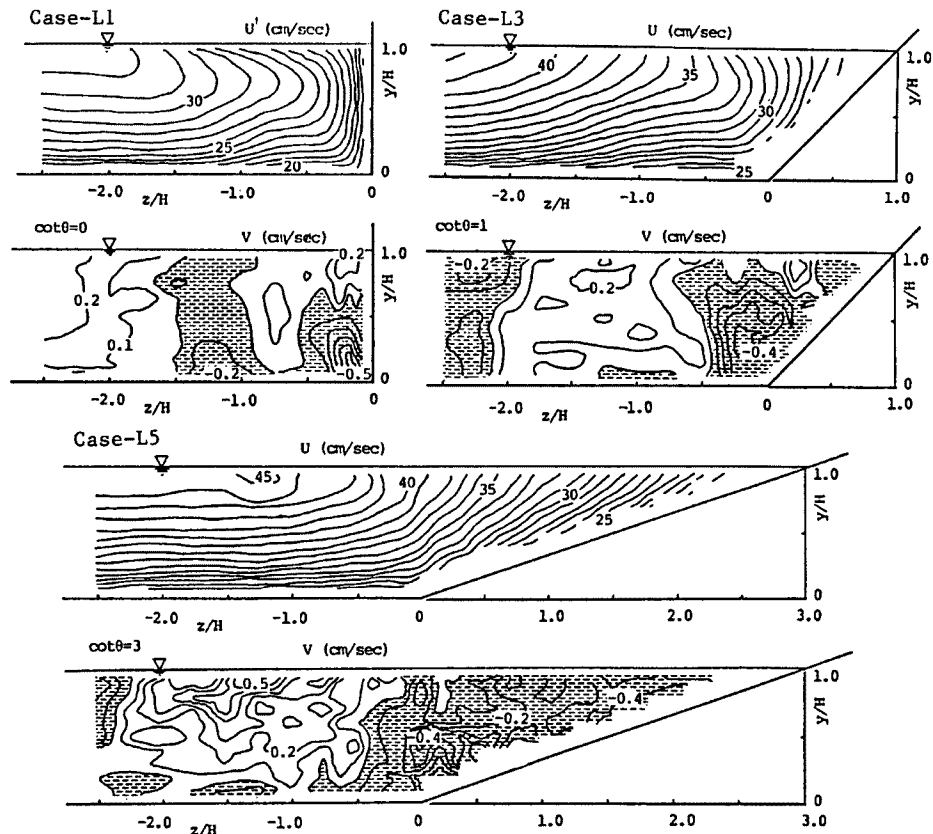 Case-L1
U' (cm/sec)
1.0
y/H
30
25
20
0
-2.0
-1.0
0
z/H
Case-L3
U (cm/sec)
1.0
y/H
40
35
30
25
0
-2.0
-1.0
0
1.0
z/H
cotθ=0
V (cm/sec)
0.2
1.0
y/H
0.2
0.1
-0.2
-0.5
0
-2.0
-1.0
0
z/H
cotθ=1
V (cm/sec)
1.0
y/H
-0.2
0.2
-0.4
0
-2.0
-1.0
0
1.0
z/H
Case-L5
U (cm/sec)
1.0
y/H
45
40
35
30
25
0
-2.0
-1.0
0
1.0
2.0
3.0
z/H
cotθ=3
V (cm/sec)
1.0
y/H
0.5
-0.4
-0.2
-0.4
0.2
0
-2.0
-1.0
0
1.0
2.0
3.0
z/H